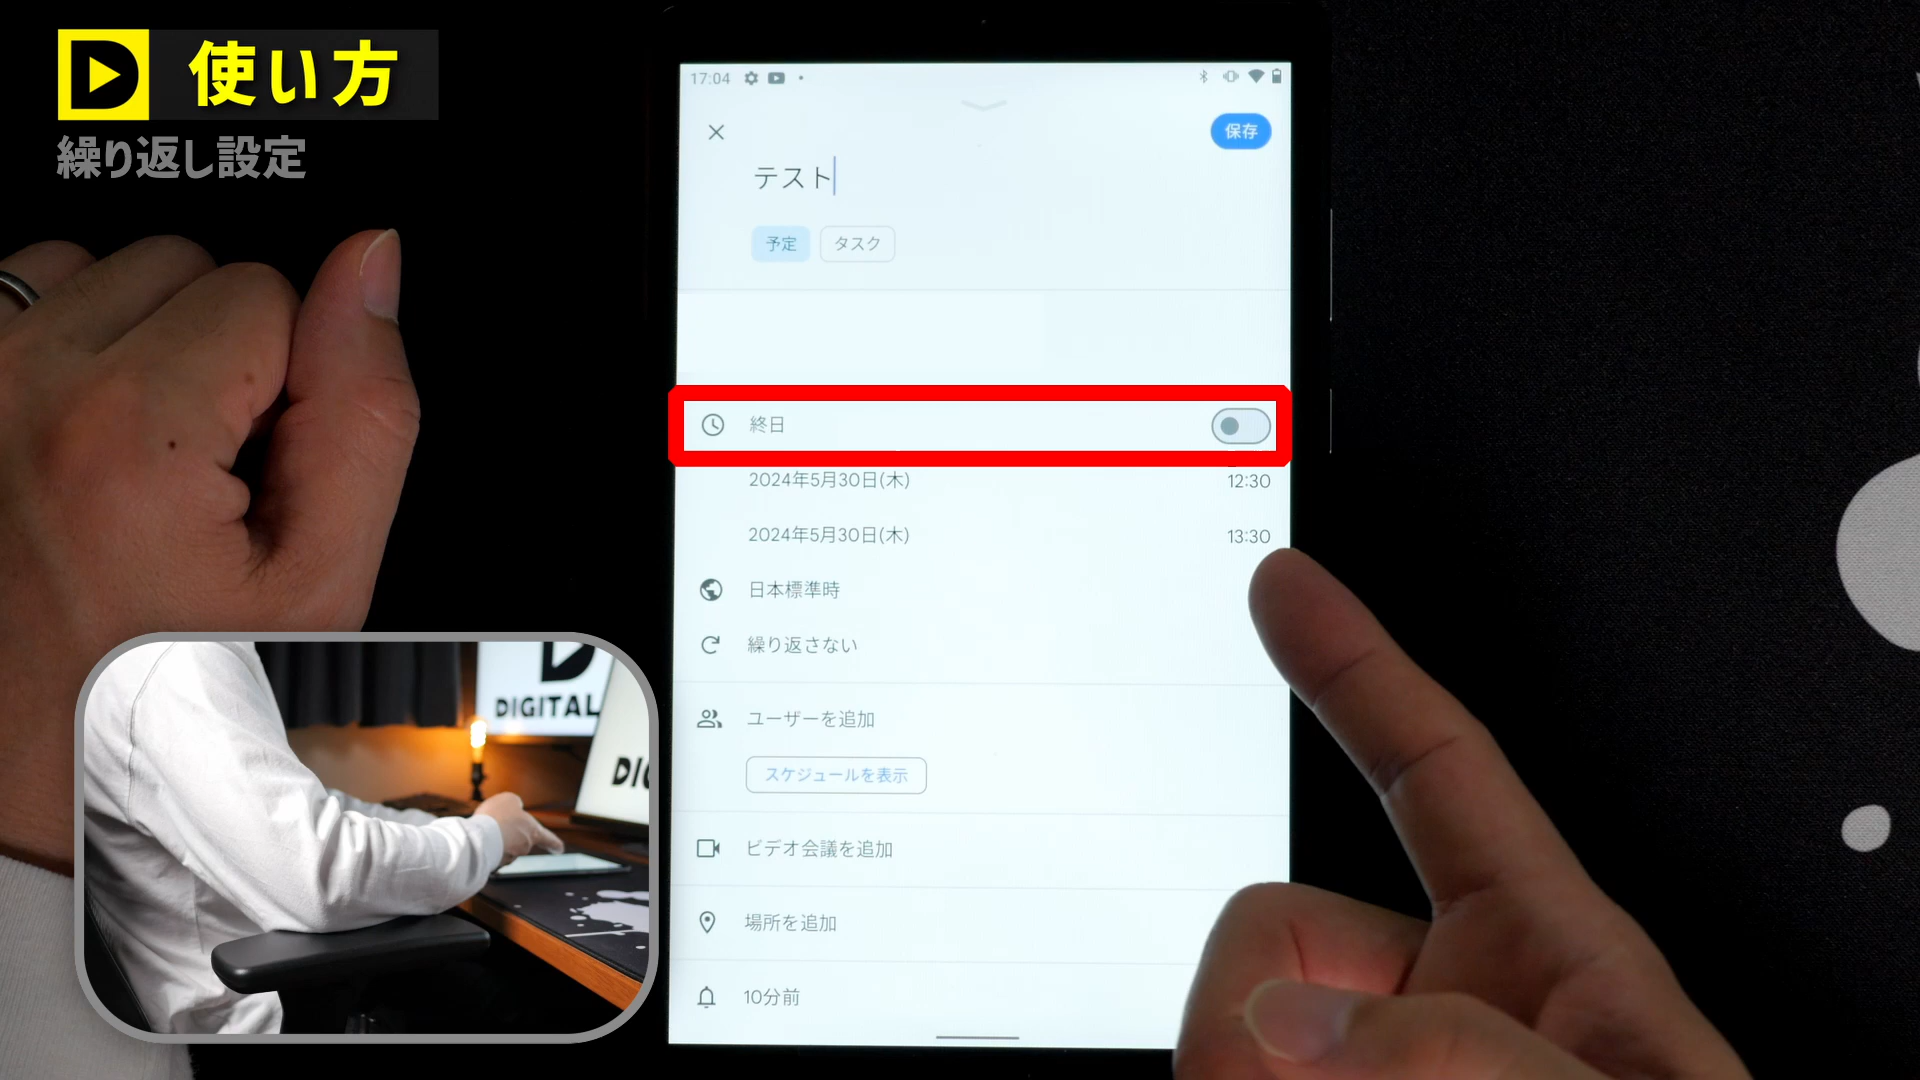 使い方
繰り返し設定
17:04
保存
テスト
予定 タスク
終日
2024年5月30日(木) 12:30
2024年5月30日(木) 13:30
日本標準時
繰り返さない
ユーザーを追加
スケジュールを表示
ビデオ会議を追加
場所を追加
10分前
DIGITAL
DI